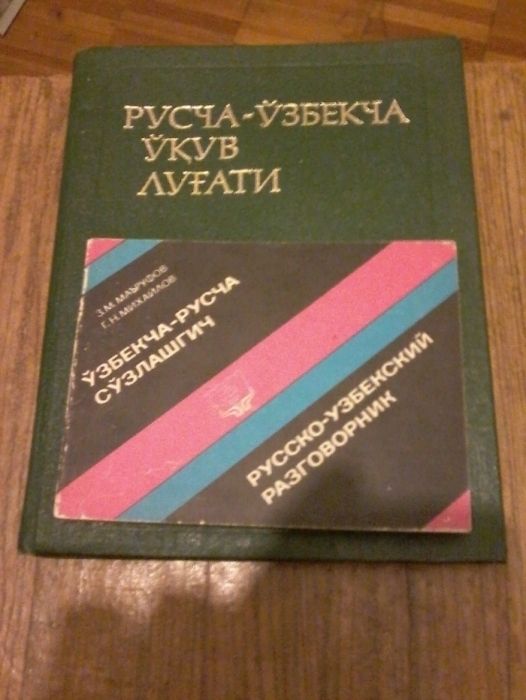 РУСЧА-ЎЗБЕКЧА
ЎҚУВ
ЛУҒАТИ
З.М. МАЪРУФОВ
Г.Н. МИХАЙЛОВ
ЎЗБЕКЧА-РУСЧА
СЎЗЛАШГИЧ
РУССКО-УЗБЕКСКИЙ
РАЗГОВОРНИК